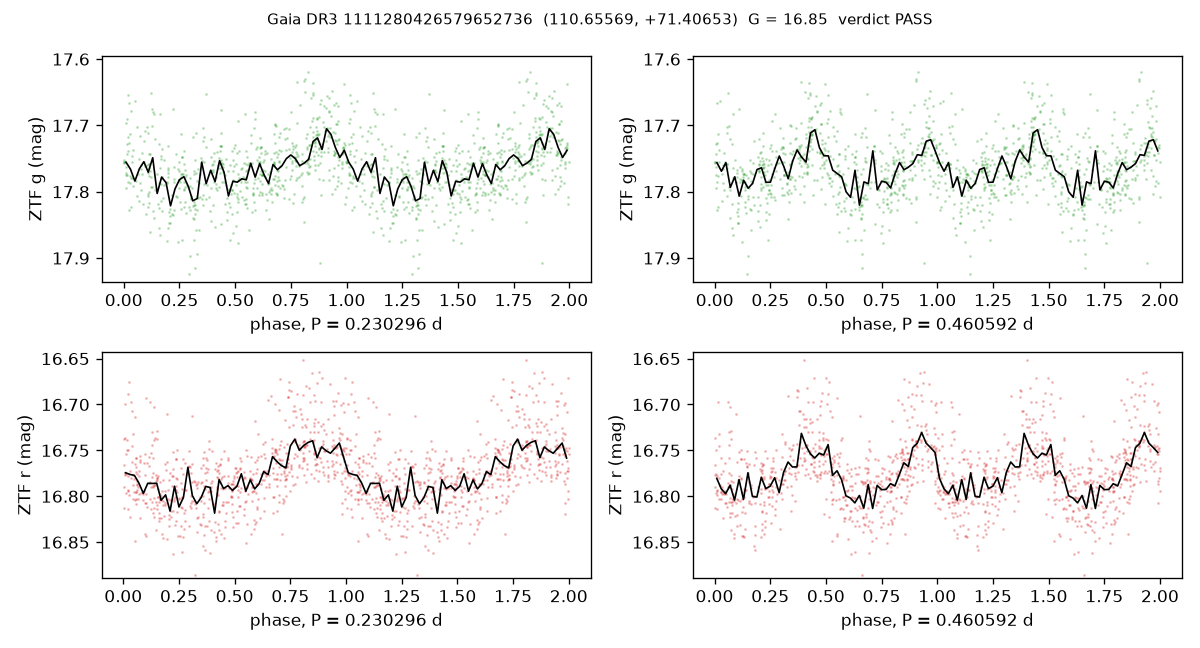 Gaia DR3 1111280426579652736 (110.65569, +71.40653) G = 16.85 verdict PASS
ZTF g (mag)
17.6
17.7
17.8
17.9
0.00 0.25 0.50 0.75 1.00 1.25 1.50 1.75 2.00
phase, P = 0.230296 d
ZTF g (mag)
17.6
17.7
17.8
17.9
0.00 0.25 0.50 0.75 1.00 1.25 1.50 1.75 2.00
phase, P = 0.460592 d
ZTF r (mag)
16.65
16.70
16.75
16.80
16.85
0.00 0.25 0.50 0.75 1.00 1.25 1.50 1.75 2.00
phase, P = 0.230296 d
ZTF r (mag)
16.65
16.70
16.75
16.80
16.85
0.00 0.25 0.50 0.75 1.00 1.25 1.50 1.75 2.00
phase, P = 0.460592 d